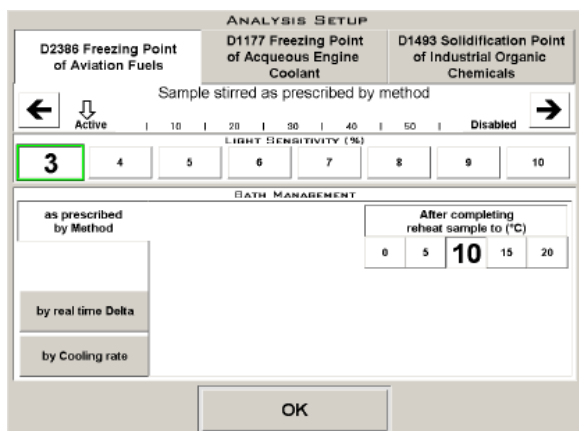 ANALYSIS SETUP
D2386 Freezing Point
of Aviation Fuels
D1177 Freezing Point
of Acqueous Engine
Coolant
D1493 Solidification Point
of Industrial Organic
Chemicals
Sample stirred as prescribed by method
Active | 10 | 20 | 30 | 40 | 50 | Disabled
LIGHT SENSITIVITY (%)
3 4 5 6 7 8 9 10
BATH MANAGEMENT
as prescribed
by Method
After completing
reheat sample to (°C)
0 5 10 15 20
by real time Delta
by Cooling rate
OK